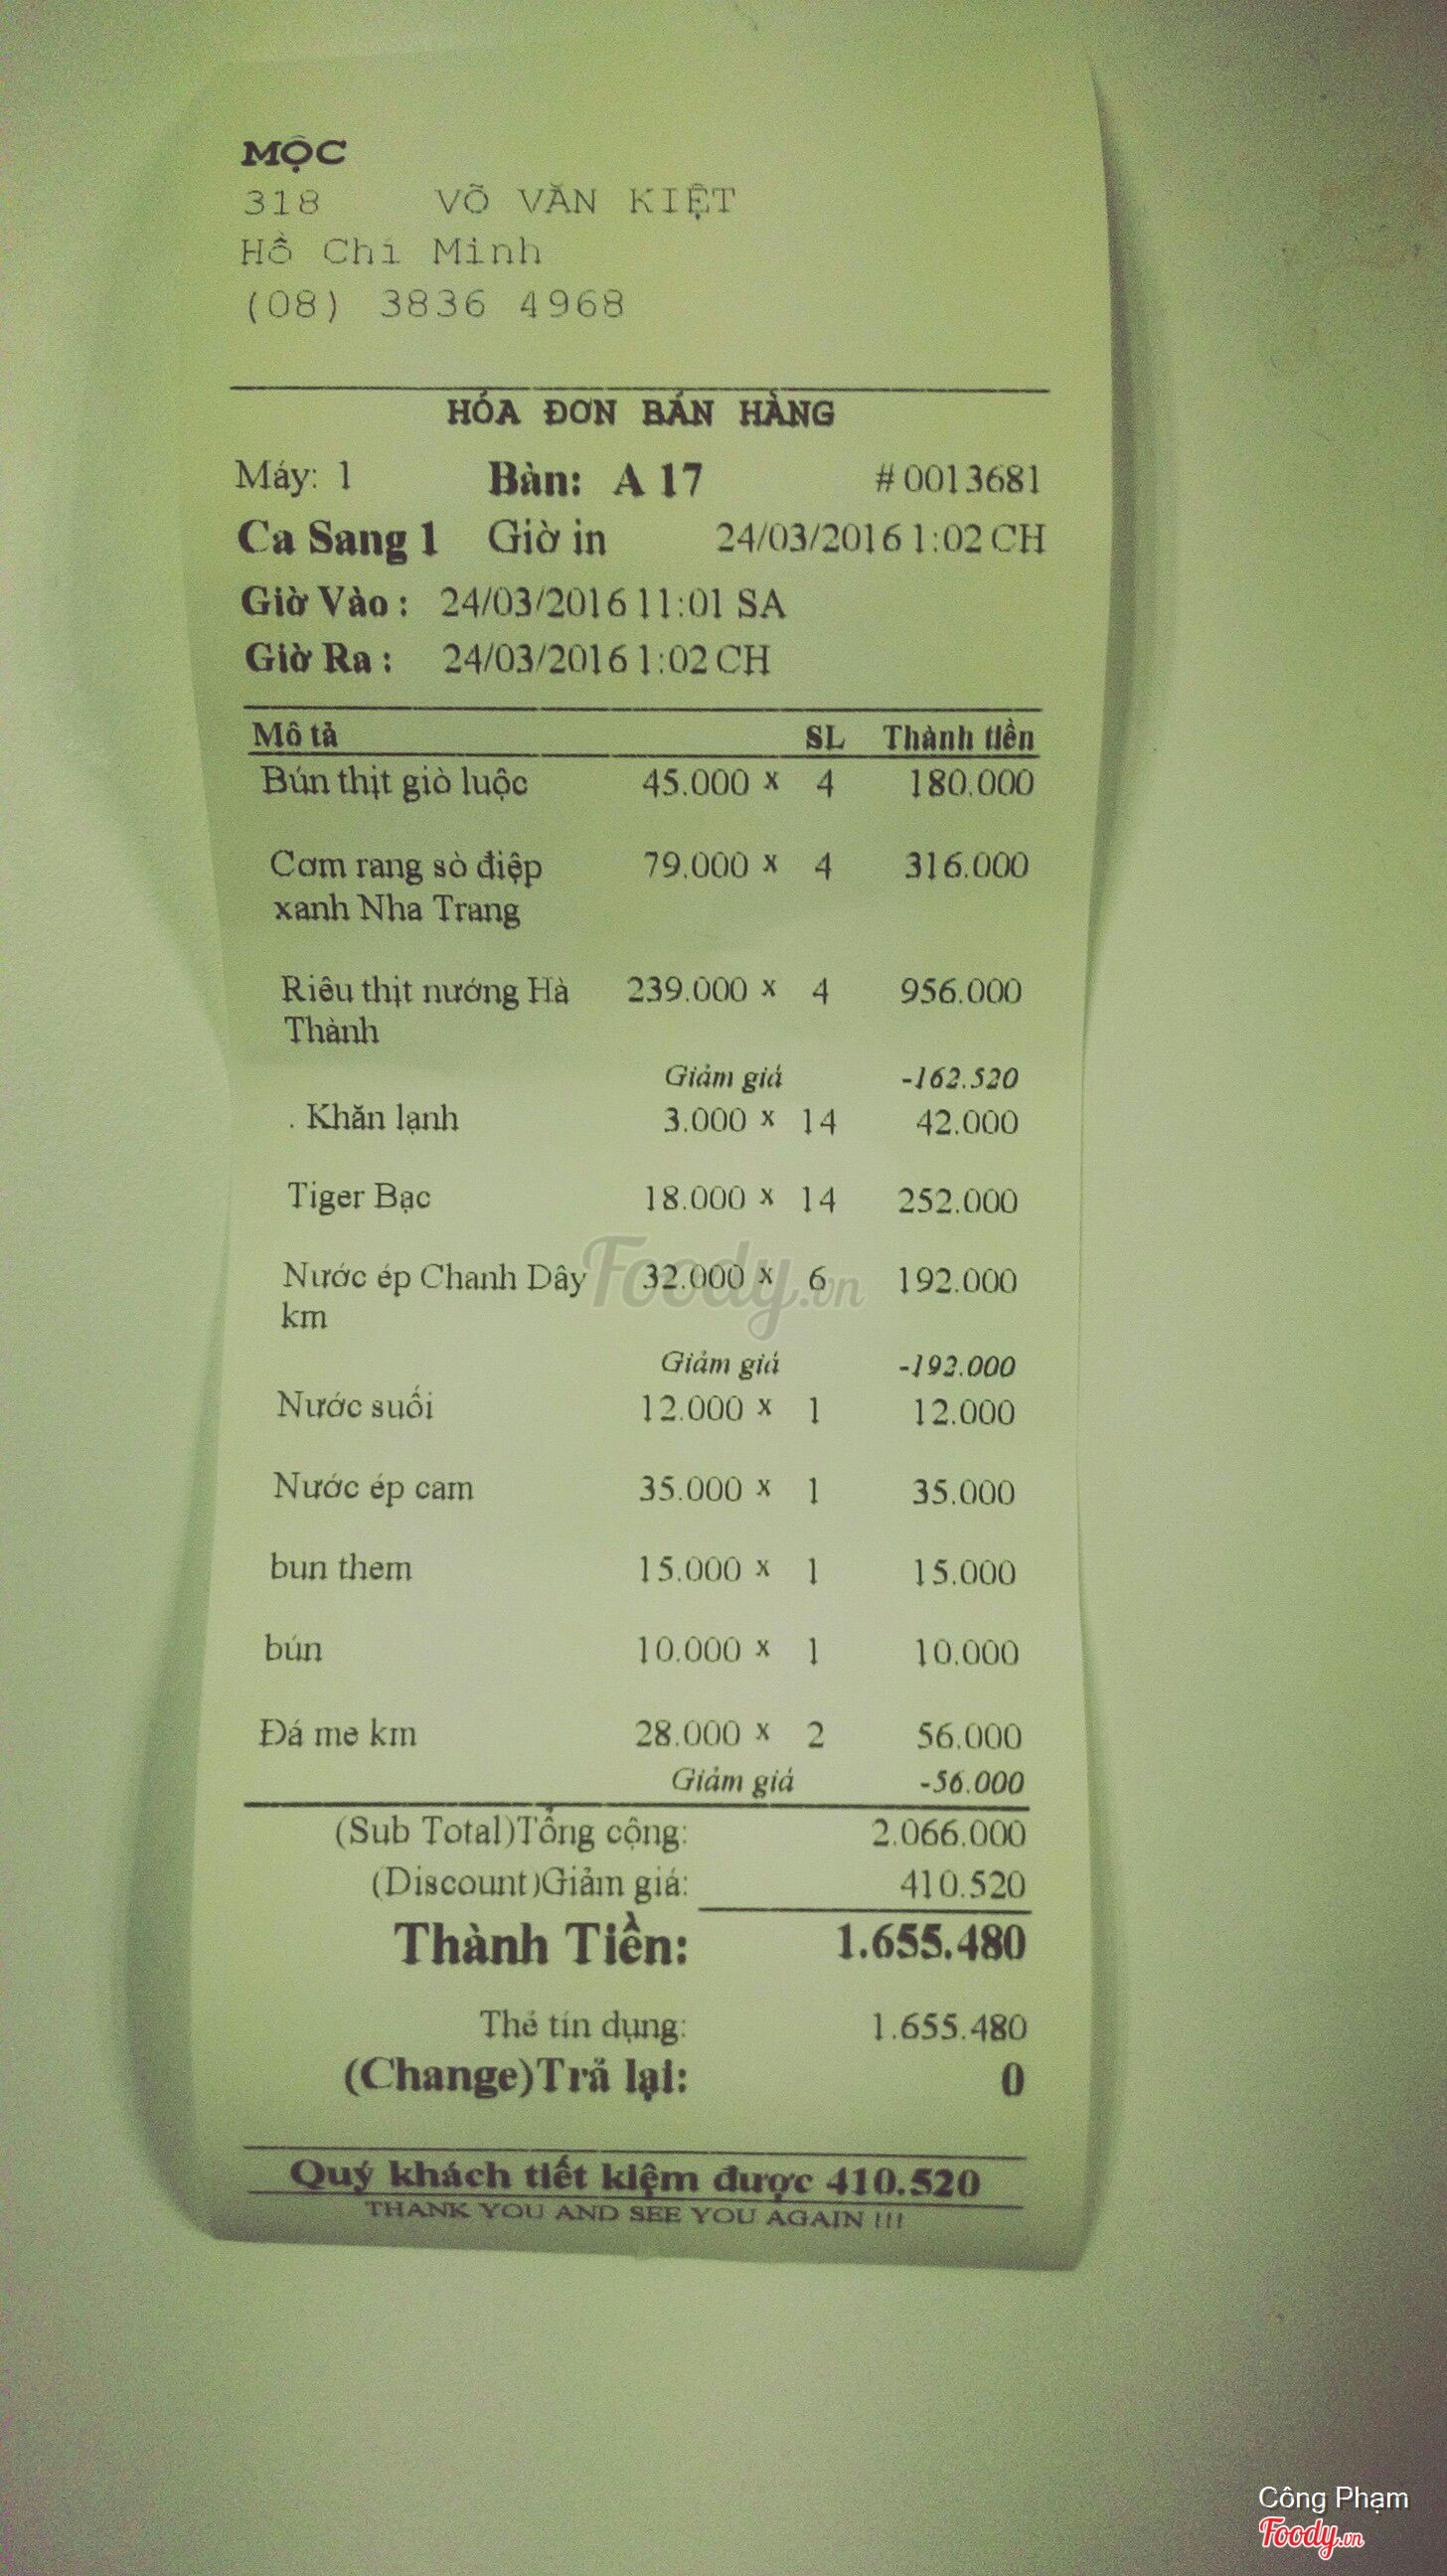 MỘC
318 VÕ VĂN KIỆT
Hồ Chí Minh
(08) 3836 4968
HÓA ĐƠN BÁN HÀNG
Máy: 1 Bàn: A 17 #0013681
Ca Sang 1 Giờ in 24/03/2016 1:02 CH
Giờ Vào : 24/03/2016 11:01 SA
Giờ Ra : 24/03/2016 1:02 CH
Mô tả SL Thành tiền
Bún thịt giò luộc 45.000 x 4 180.000
Cơm rang sò điệp 79.000 x 4 316.000
xanh Nha Trang
Riêu thịt nướng Hà 239.000 x 4 956.000
Thành
Giảm giá -162.520
. Khăn lạnh 3.000 x 14 42.000
Tiger Bạc 18.000 x 14 252.000
Nước ép Chanh Dây 32.000 x 6 192.000
km
Foody.vn
Giảm giá -192.000
Nước suối 12.000 x 1 12.000
Nước ép cam 35.000 x 1 35.000
bun them 15.000 x 1 15.000
bún 10.000 x 1 10.000
Đá me km 28.000 x 2 56.000
Giảm giá -56.000
(Sub Total)Tổng cộng: 2.066.000
(Discount)Giảm giá: 410.520
Thành Tiền: 1.655.480
Thẻ tín dụng: 1.655.480
(Change)Trả lại: 0
Quý khách tiết kiệm được 410.520
THANK YOU AND SEE YOU AGAIN !!!
Công Phạm
Foody.vn